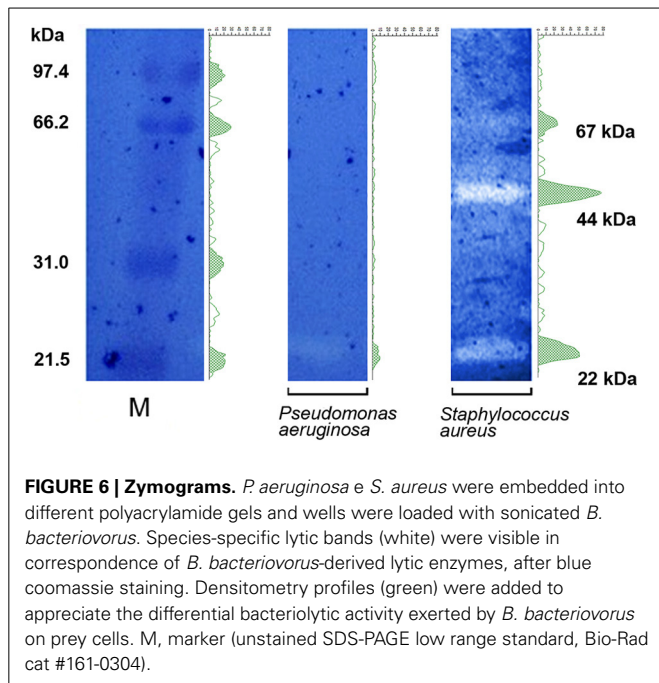 kDa
97.4
66.2
31.0
21.5
67 kDa
44 kDa
22 kDa
M
Pseudomonas
aeruginosa
Staphylococcus
aureus
FIGURE 6 | Zymograms. P. aeruginosa e S. aureus were embedded into
different polyacrylamide gels and wells were loaded with sonicated B.
bacteriovorus. Species-specific lytic bands (white) were visible in
correspondence of B. bacteriovorus-derived lytic enzymes, after blue
coomassie staining. Densitometry profiles (green) were added to
appreciate the differential bacteriolytic activity exerted by B. bacteriovorus
on prey cells. M, marker (unstained SDS-PAGE low range standard, Bio-Rad
cat #161-0304).